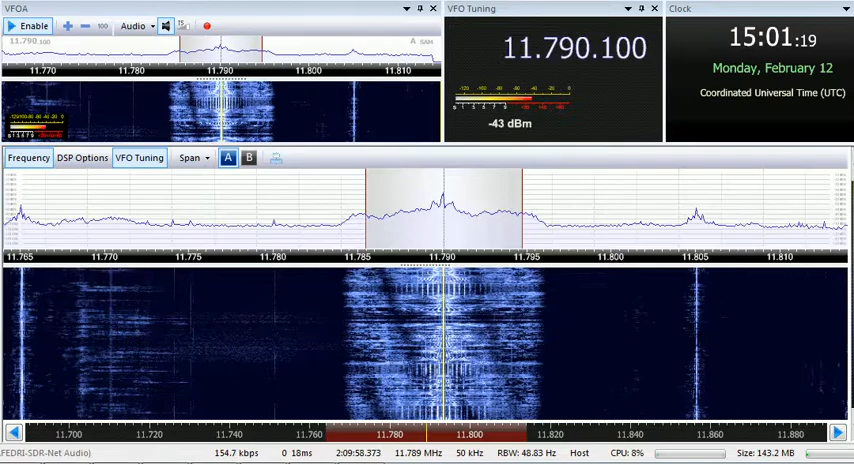 VFOA
Enable
100
Audio
11.790.100
A SAM
11.770 11.780 11.790 11.800 11.810
VFO Tuning
11.790.100
-43 dBm
Clock
15:01:19
Monday, February 12
Coordinated Universal Time (UTC)
Frequency DSP Options VFO Tuning Span A B
11.765 11.770 11.775 11.780 11.785 11.790 11.795 11.800 11.805 11.810
11.700 11.720 11.740 11.760 11.780 11.800 11.820 11.840 11.860 11.880
AFEDRI-SDR-Net Audio) 154.7 kbps 0 18ms 2:09:58.373 11.789 MHz 50 kHz RBW: 48.83 Hz Host CPU: 8% Size: 143.2 MB